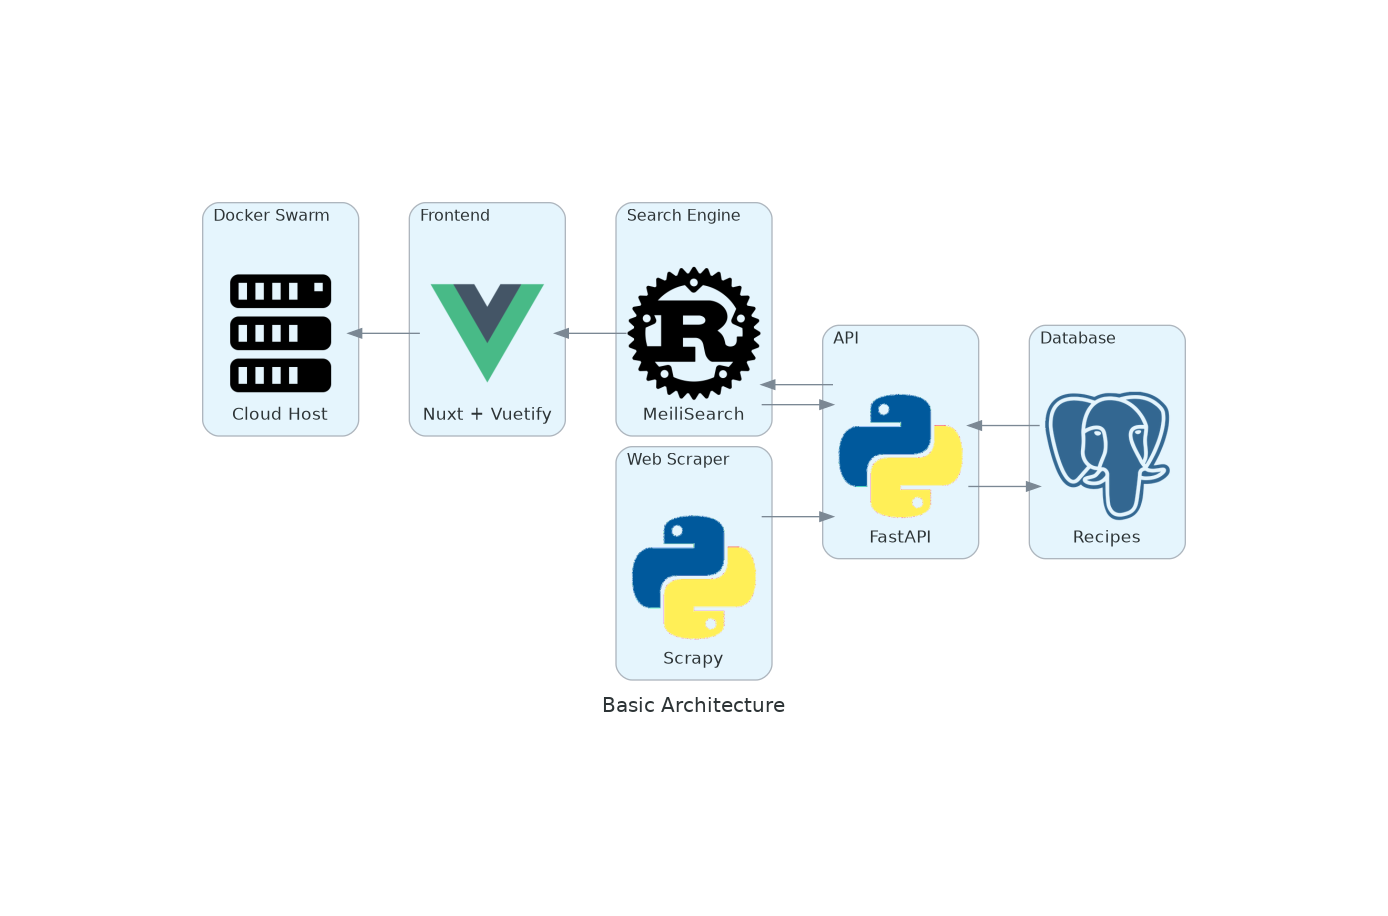 Docker Swarm
Cloud Host
Frontend
Nuxt + Vuetify
Search Engine
R
MeiliSearch
Web Scraper
Scrapy
API
FastAPI
Database
Recipes
Basic Architecture